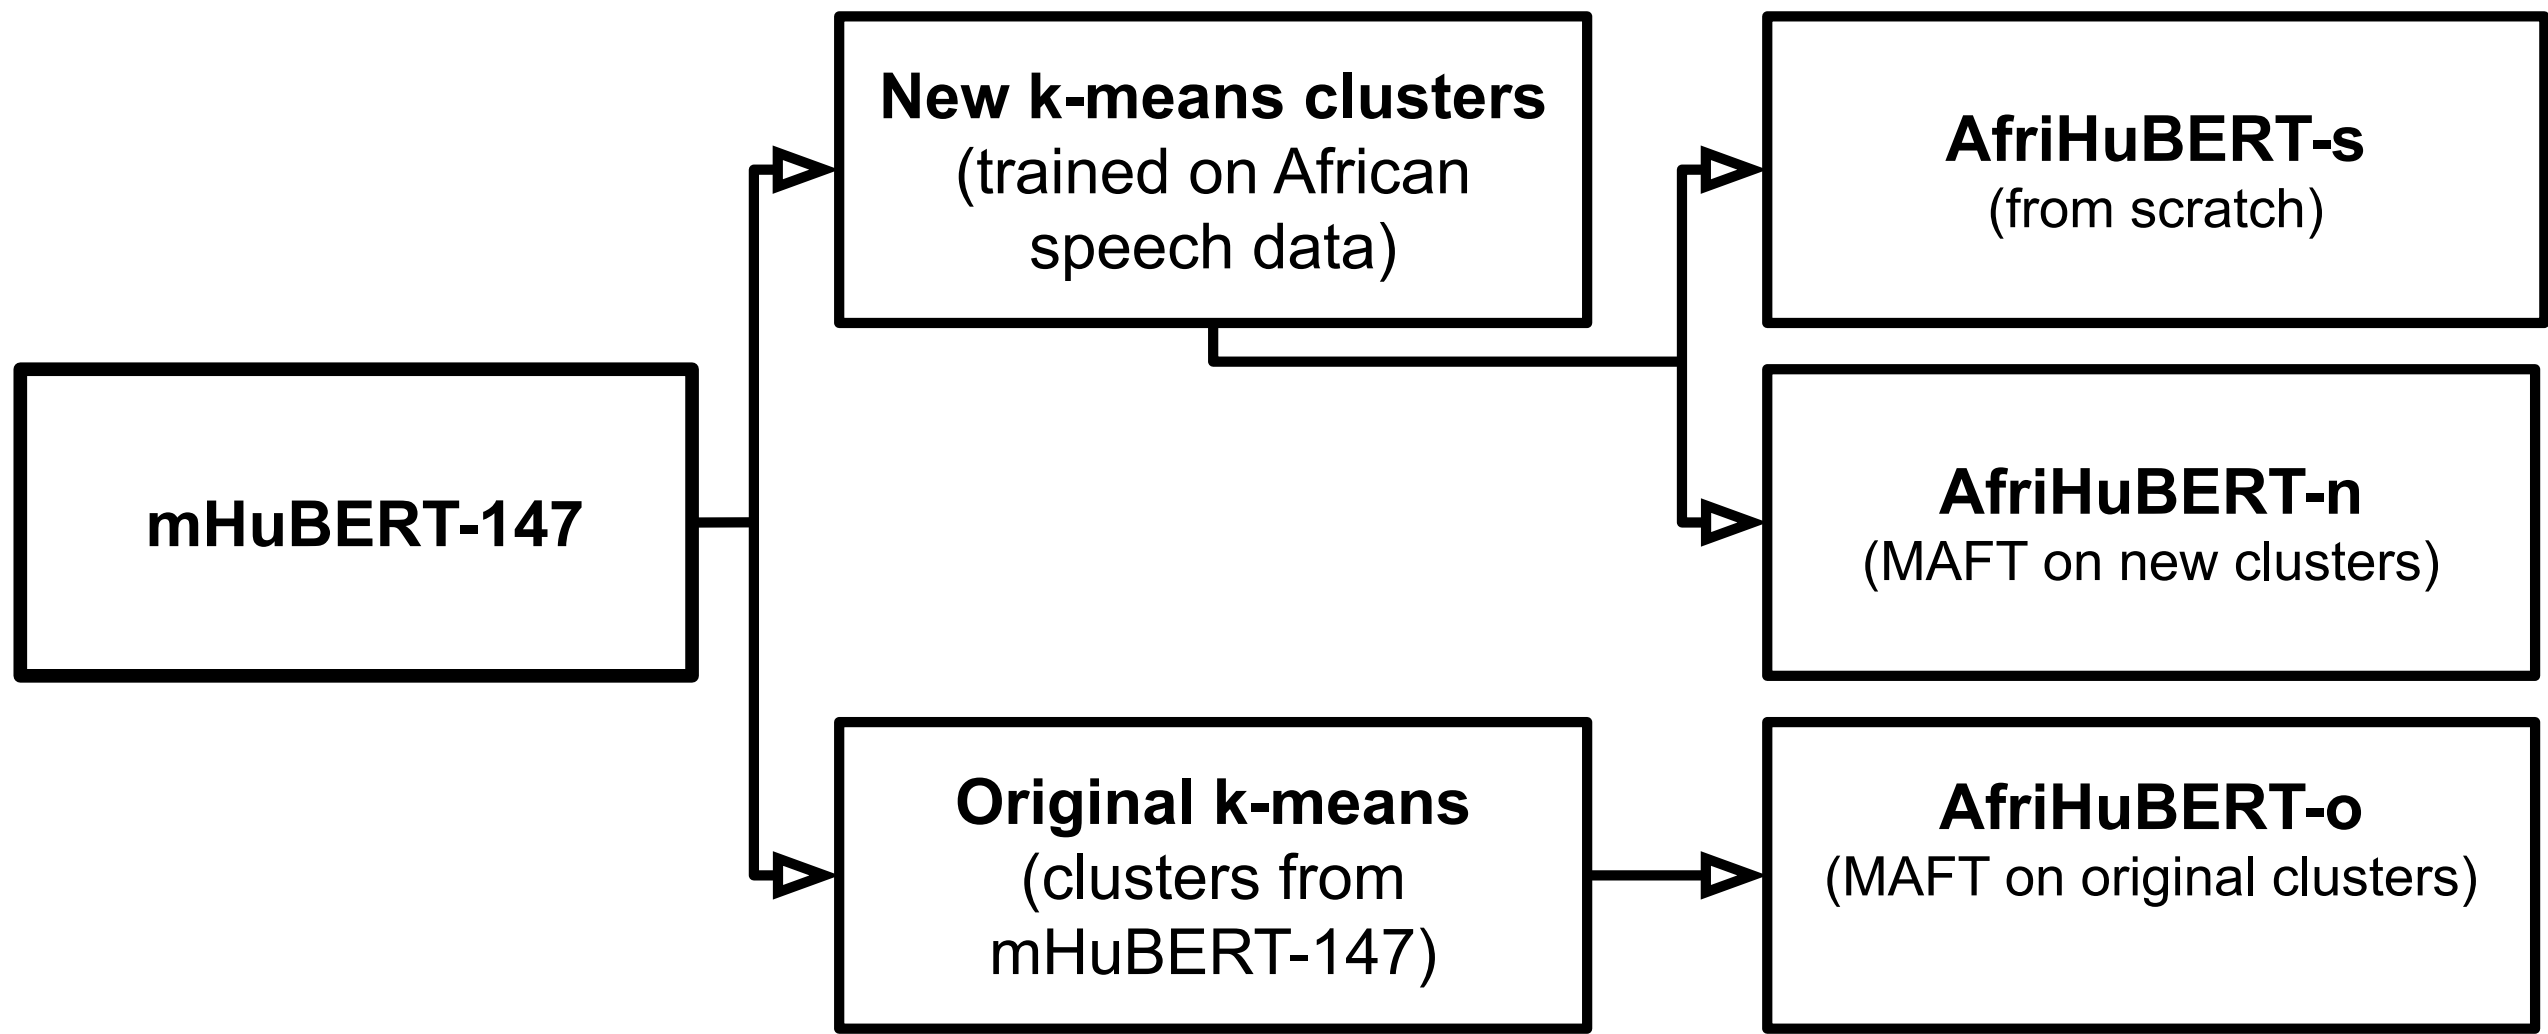 mHuBERT-147
New k-means clusters
(trained on African
speech data)
Original k-means
(clusters from
mHuBERT-147)
AfriHuBERT-s
(from scratch)
AfriHuBERT-n
(MAFT on new clusters)
AfriHuBERT-o
(MAFT on original clusters)